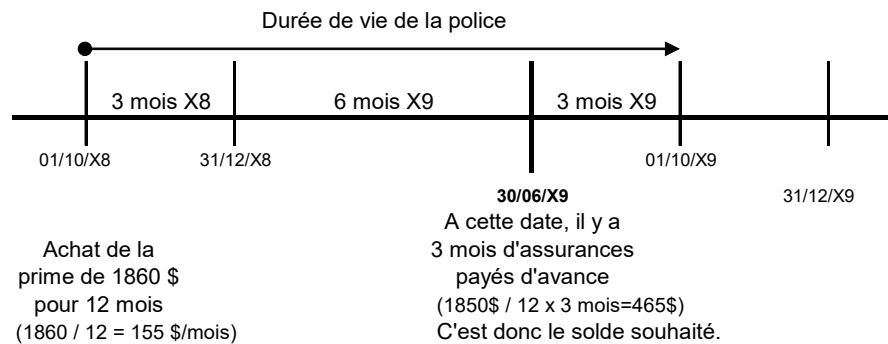 Durée de vie de la police
3 mois X8 6 mois X9 3 mois X9
01/10/X8 31/12/X8 01/10/X9
30/06/X9 31/12/X9
Achat de la
prime de 1860 $
pour 12 mois
(1860 / 12 = 155 $/mois)
A cette date, il y a
3 mois d'assurances
payés d'avance
(1850$ / 12 x 3 mois=465$)
C'est donc le solde souhaité.